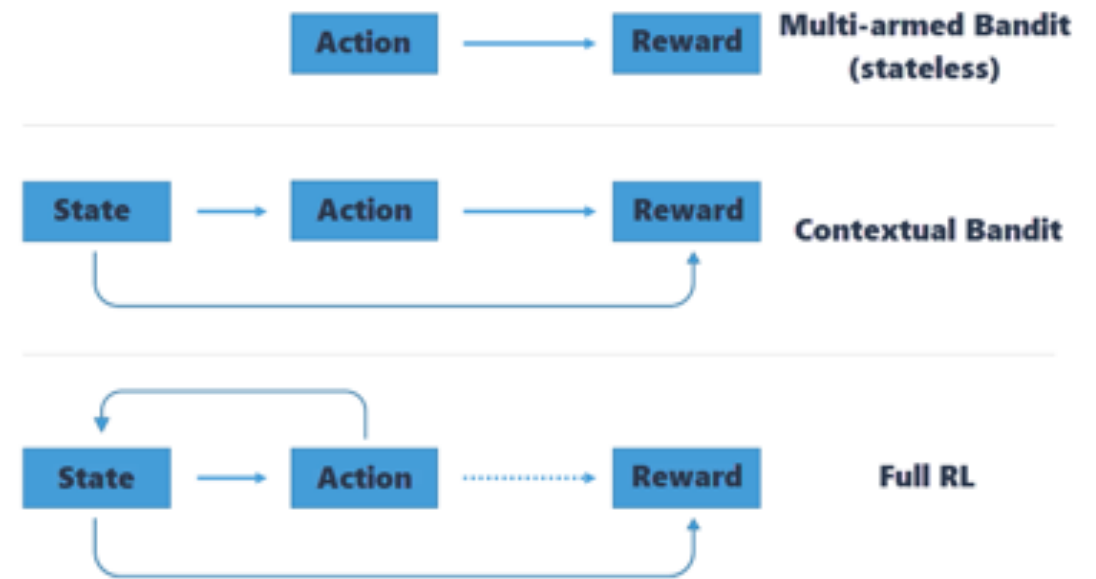 Action
Reward
Multi-armed Bandit
(stateless)
State
Action
Reward
Contextual Bandit
State
Action
Reward
Full RL